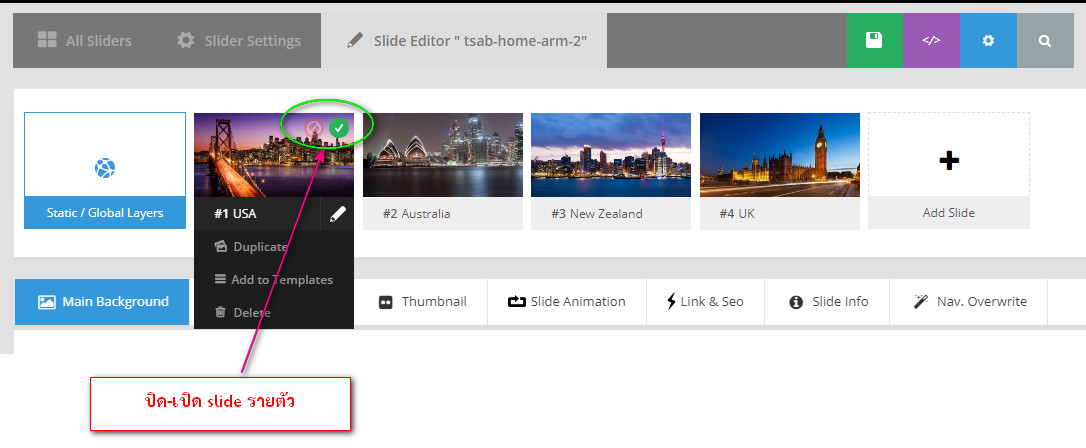 All Sliders
Slider Settings
Slide Editor " tsab-home-arm-2"
</>
Static / Global Layers
#1 USA
#2 Australia
#3 New Zealand
#4 UK
Add Slide
Duplicate
Add to Templates
Delete
Main Background
Thumbnail
Slide Animation
Link & Seo
Slide Info
Nav. Overwrite
ปิด-เปิด slide รายตัว